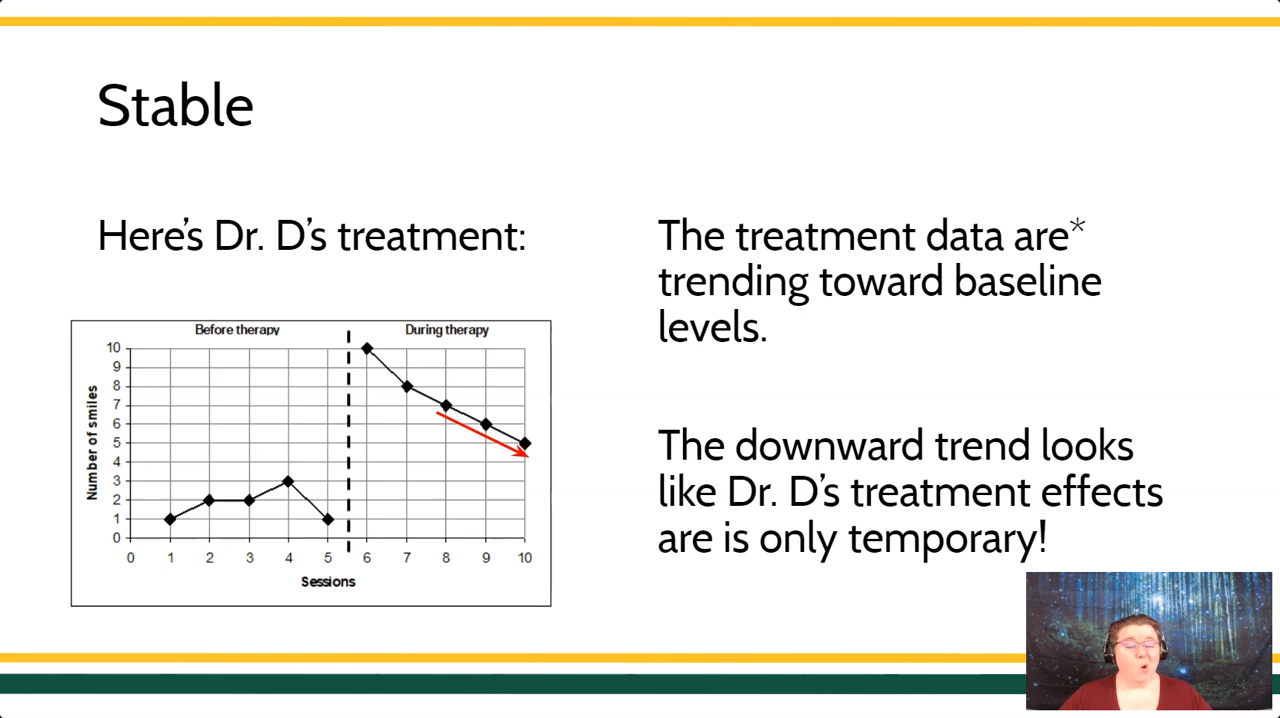 Stable
Here's Dr. D's treatment:
Before therapy
During therapy
Number of smiles
10
9
8
7
6
5
4
3
2
1
0
0 1 2 3 4 5 6 7 8 9 10
Sessions
The treatment data are*
trending toward baseline
levels.
The downward trend looks
like Dr. D's treatment effects
are is only temporary!